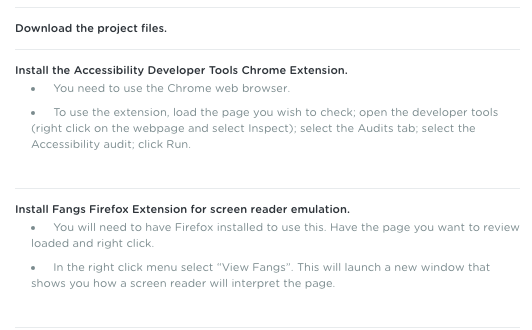 Download the project files.
Install the Accessibility Developer Tools Chrome Extension.
• You need to use the Chrome web browser.
• To use the extension, load the page you wish to check; open the developer tools
(right click on the webpage and select Inspect); select the Audits tab; select the
Accessibility audit; click Run.
Install Fangs Firefox Extension for screen reader emulation.
• You will need to have Firefox installed to use this. Have the page you want to review
loaded and right click.
• In the right click menu select “View Fangs”. This will launch a new window that
shows you how a screen reader will interpret the page.